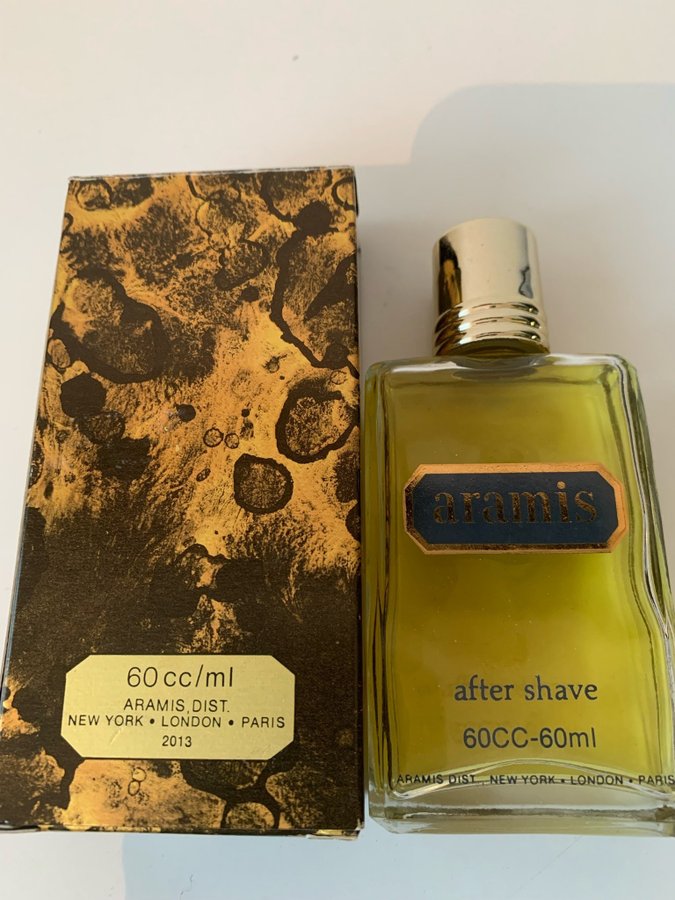 60 cc/ml
ARAMIS, DIST.
NEW YORK • LONDON • PARIS
2013
aramis
after shave
60CC-60ml
ARAMIS DIST., NEW YORK • LONDON • PARIS